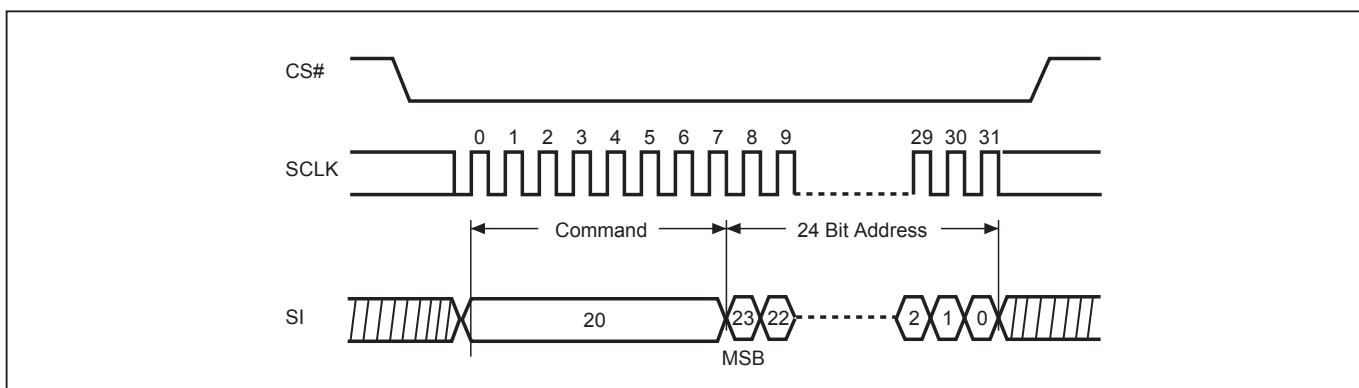 CS#
0 1 2 3 4 5 6 7 8 9 29 30 31
SCLK
Command 24 Bit Address
SI 20 23 22 2 1 0
MSB